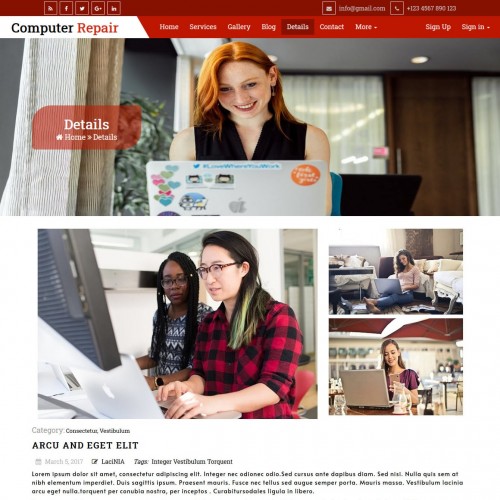 info@gmail.com
+123 4567 890 123
Computer Repair
Home
Services
Gallery
Blog
Details
Contact
More
Sign Up
Sign in
Details
Home » Details
#LoveWhereYouWork
Category: Consectetur, Vestibulum
ARCU AND EGET ELIT
March 5, 2017 LaciNIA Tags: Integer Vestibulum Torquent
Lorem ipsum dolor sit amet, consectetur adipiscing elit. Integer nec odionec odio.Sed cursus ante dapibus diam. Sed nisi. Nulla quis sem at
nibh elementum imperdiet. Duis sagittis ipsum. Praesent mauris. Fusce nec tellus sed augue semper porta. Mauris massa. Vestibulum lacinia
arcu eget nulla.torquent per conubia nostra, per inceptos . Curabitursodales ligula in libero.